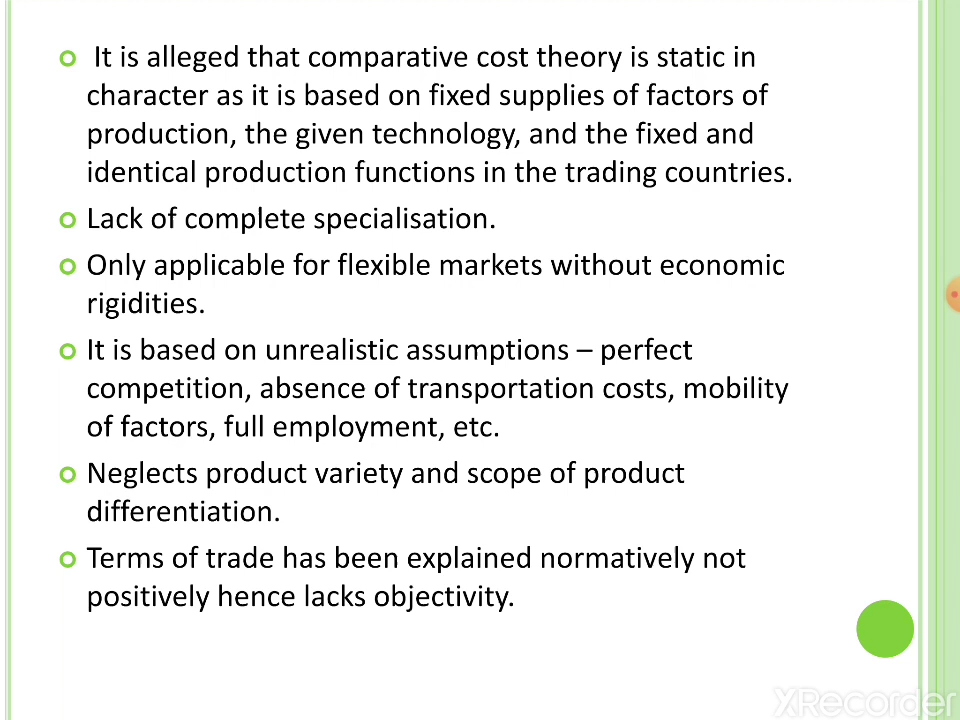 It is alleged that comparative cost theory is static in
character as it is based on fixed supplies of factors of
production, the given technology, and the fixed and
identical production functions in the trading countries.
Lack of complete specialisation.
Only applicable for flexible markets without economic
rigidities.
It is based on unrealistic assumptions – perfect
competition, absence of transportation costs, mobility
of factors, full employment, etc.
Neglects product variety and scope of product
differentiation.
Terms of trade has been explained normatively not
positively hence lacks objectivity.
XRecorder